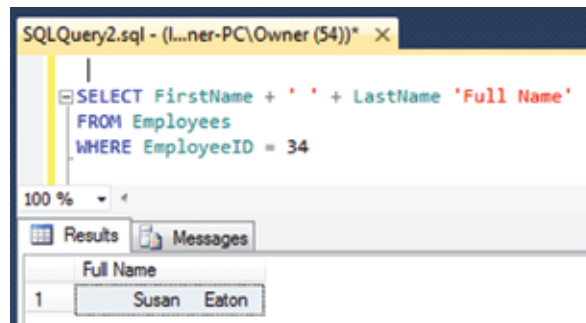 SQLQuery2.sql - (l...ner-PC\Owner (54))*
SELECT FirstName + ' ' + LastName 'Full Name'
FROM Employees
WHERE EmployeeID = 34
100 %
Results Messages
Full Name
1 Susan Eaton